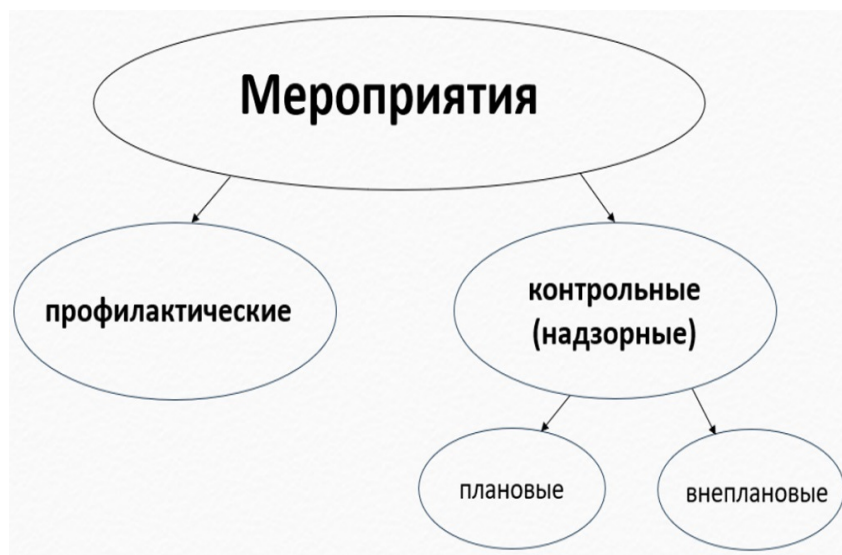 Мероприятия
профилактические
контрольные
(надзорные)
плановые
внеплановые